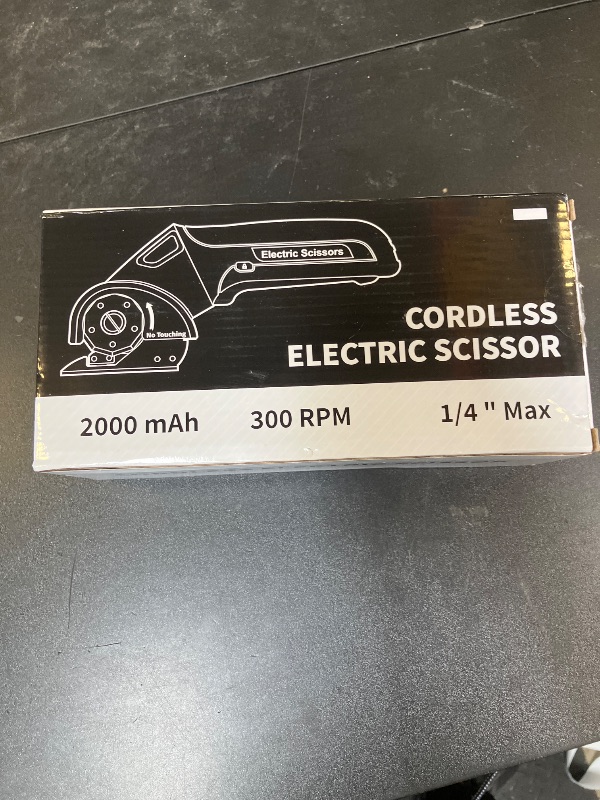 Electric Scissors
No Touching
CORDLESS
ELECTRIC SCISSOR
2000 mAh 300 RPM 1/4 " Max